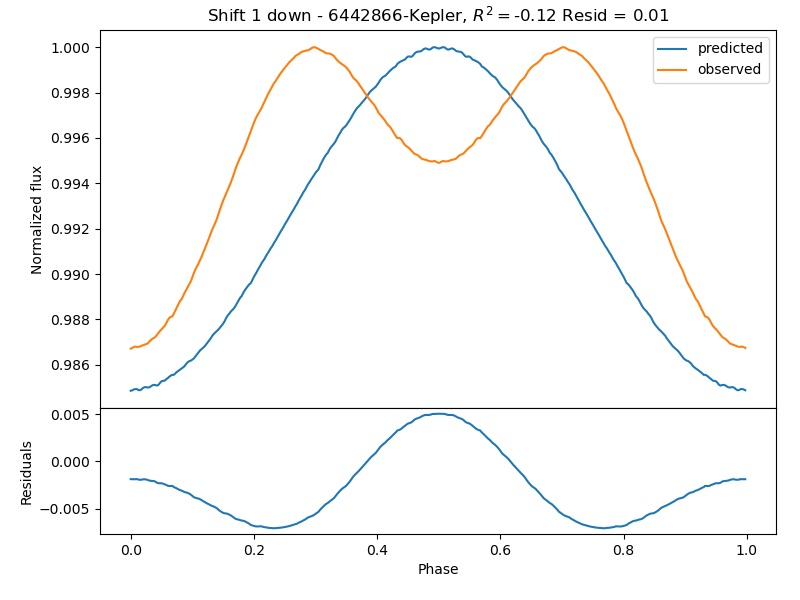 Shift 1 down - 6442866-Kepler, R² = -0.12 Resid = 0.01
predicted
observed
1.000
0.998
0.996
0.994
0.992
0.990
0.988
0.986
Normalized flux
0.005
0.000
−0.005
Residuals
0.0 0.2 0.4 0.6 0.8 1.0
Phase